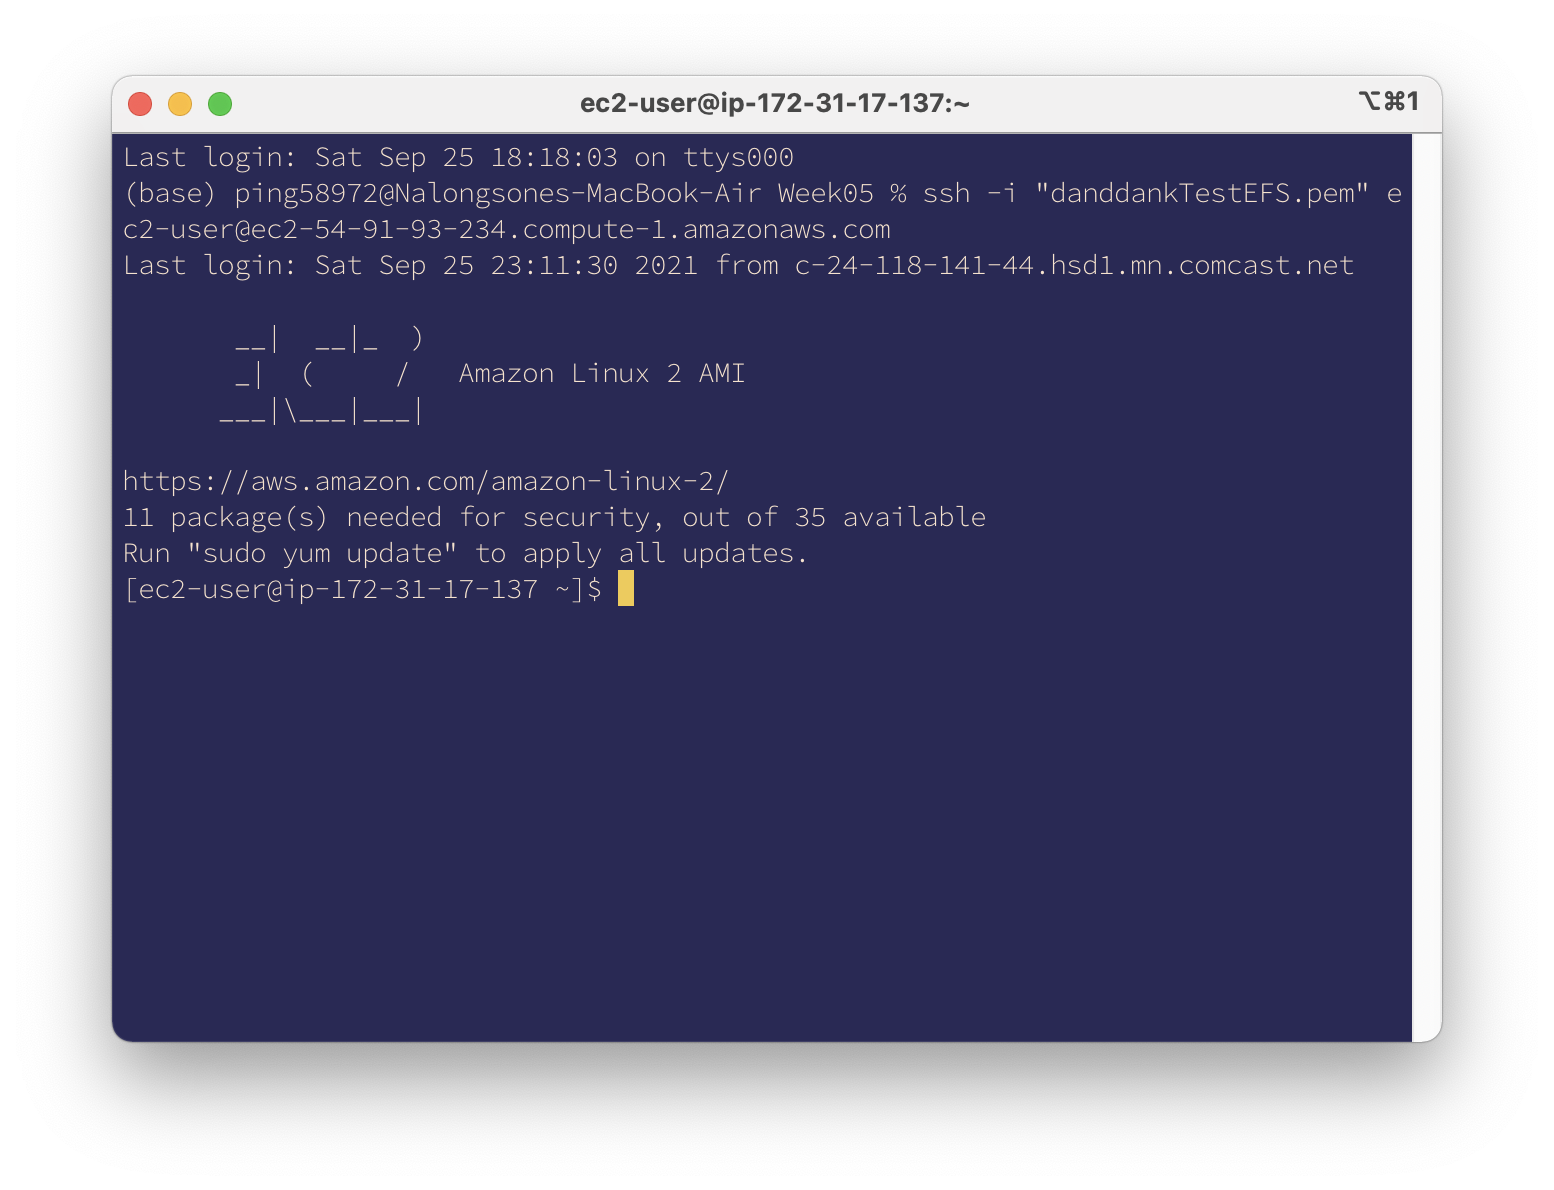 ec2-user@ip-172-31-17-137:~ ⌥⌘1
Last login: Sat Sep 25 18:18:03 on ttys000
(base) ping58972@Nalongsones-MacBook-Air Week05 % ssh -i "danddankTestEFS.pem" e
c2-user@ec2-54-91-93-234.compute-1.amazonaws.com
Last login: Sat Sep 25 23:11:30 2021 from c-24-118-141-44.hsd1.mn.comcast.net

       __|  __|_  )
       _|  (     /   Amazon Linux 2 AMI
      ___|\___|___|

https://aws.amazon.com/amazon-linux-2/
11 package(s) needed for security, out of 35 available
Run "sudo yum update" to apply all updates.
[ec2-user@ip-172-31-17-137 ~]$